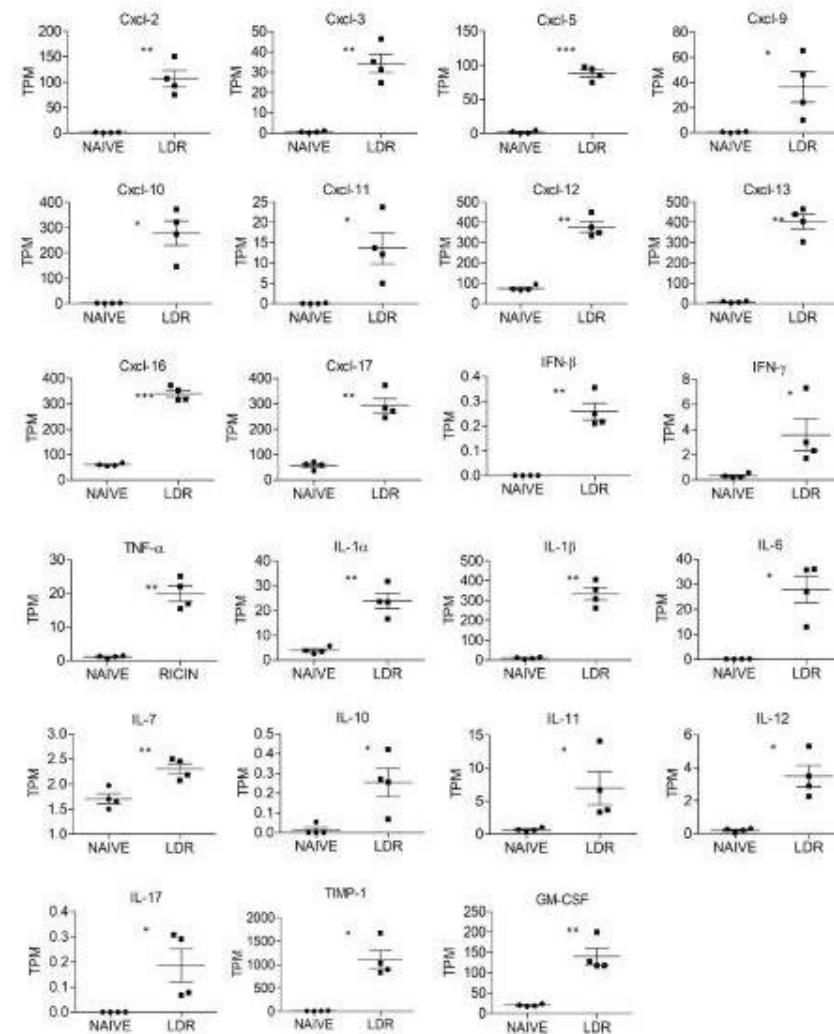 Cxcl-2 Cxcl-3 Cxcl-5 Cxcl-9
** ** *** *
TPM TPM TPM TPM
200 50 150 80
150 40 100 60
100 30 50 40
50 20 0 20
0 10 0
0
NAIVE LDR NAIVE LDR NAIVE LDR NAIVE LDR
Cxcl-10 Cxcl-11 Cxcl-12 Cxcl-13
* * ** **
TPM TPM TPM TPM
400 25 500 500
300 20 400 400
200 15 300 300
100 10 200 200
0 5 100 100
0 0 0
NAIVE LDR NAIVE LDR NAIVE LDR NAIVE LDR
Cxcl-16 Cxcl-17 IFN-β IFN-γ
*** ** ** *
TPM TPM TPM TPM
400 400 0.4 8
300 300 0.3 6
200 200 0.2 4
100 100 0.1 2
0 0 0.0 0
NAIVE LDR NAIVE LDR NAIVE LDR NAIVE LDR
TNF-α IL-1α IL-1β IL-6
** ** ** *
TPM TPM TPM TPM
30 40 500 40
20 30 400 30
10 20 300 20
0 10 200 10
0 100 0
0
NAIVE RICIN NAIVE LDR NAIVE LDR NAIVE LDR
IL-7 IL-10 IL-11 IL-12
** * * *
TPM TPM TPM TPM
3.0 0.5 15 6
2.5 0.4 10 4
2.0 0.3 5 2
1.5 0.2 0 0
1.0 0.1
0.0
NAIVE LDR NAIVE LDR NAIVE LDR NAIVE LDR
IL-17 TIMP-1 GM-CSF
* * **
TPM TPM TPM
0.4 2000 250
0.3 1500 200
0.2 1000 150
0.1 500 100
0.0 0 50
0
NAIVE LDR NAIVE LDR NAIVE LDR